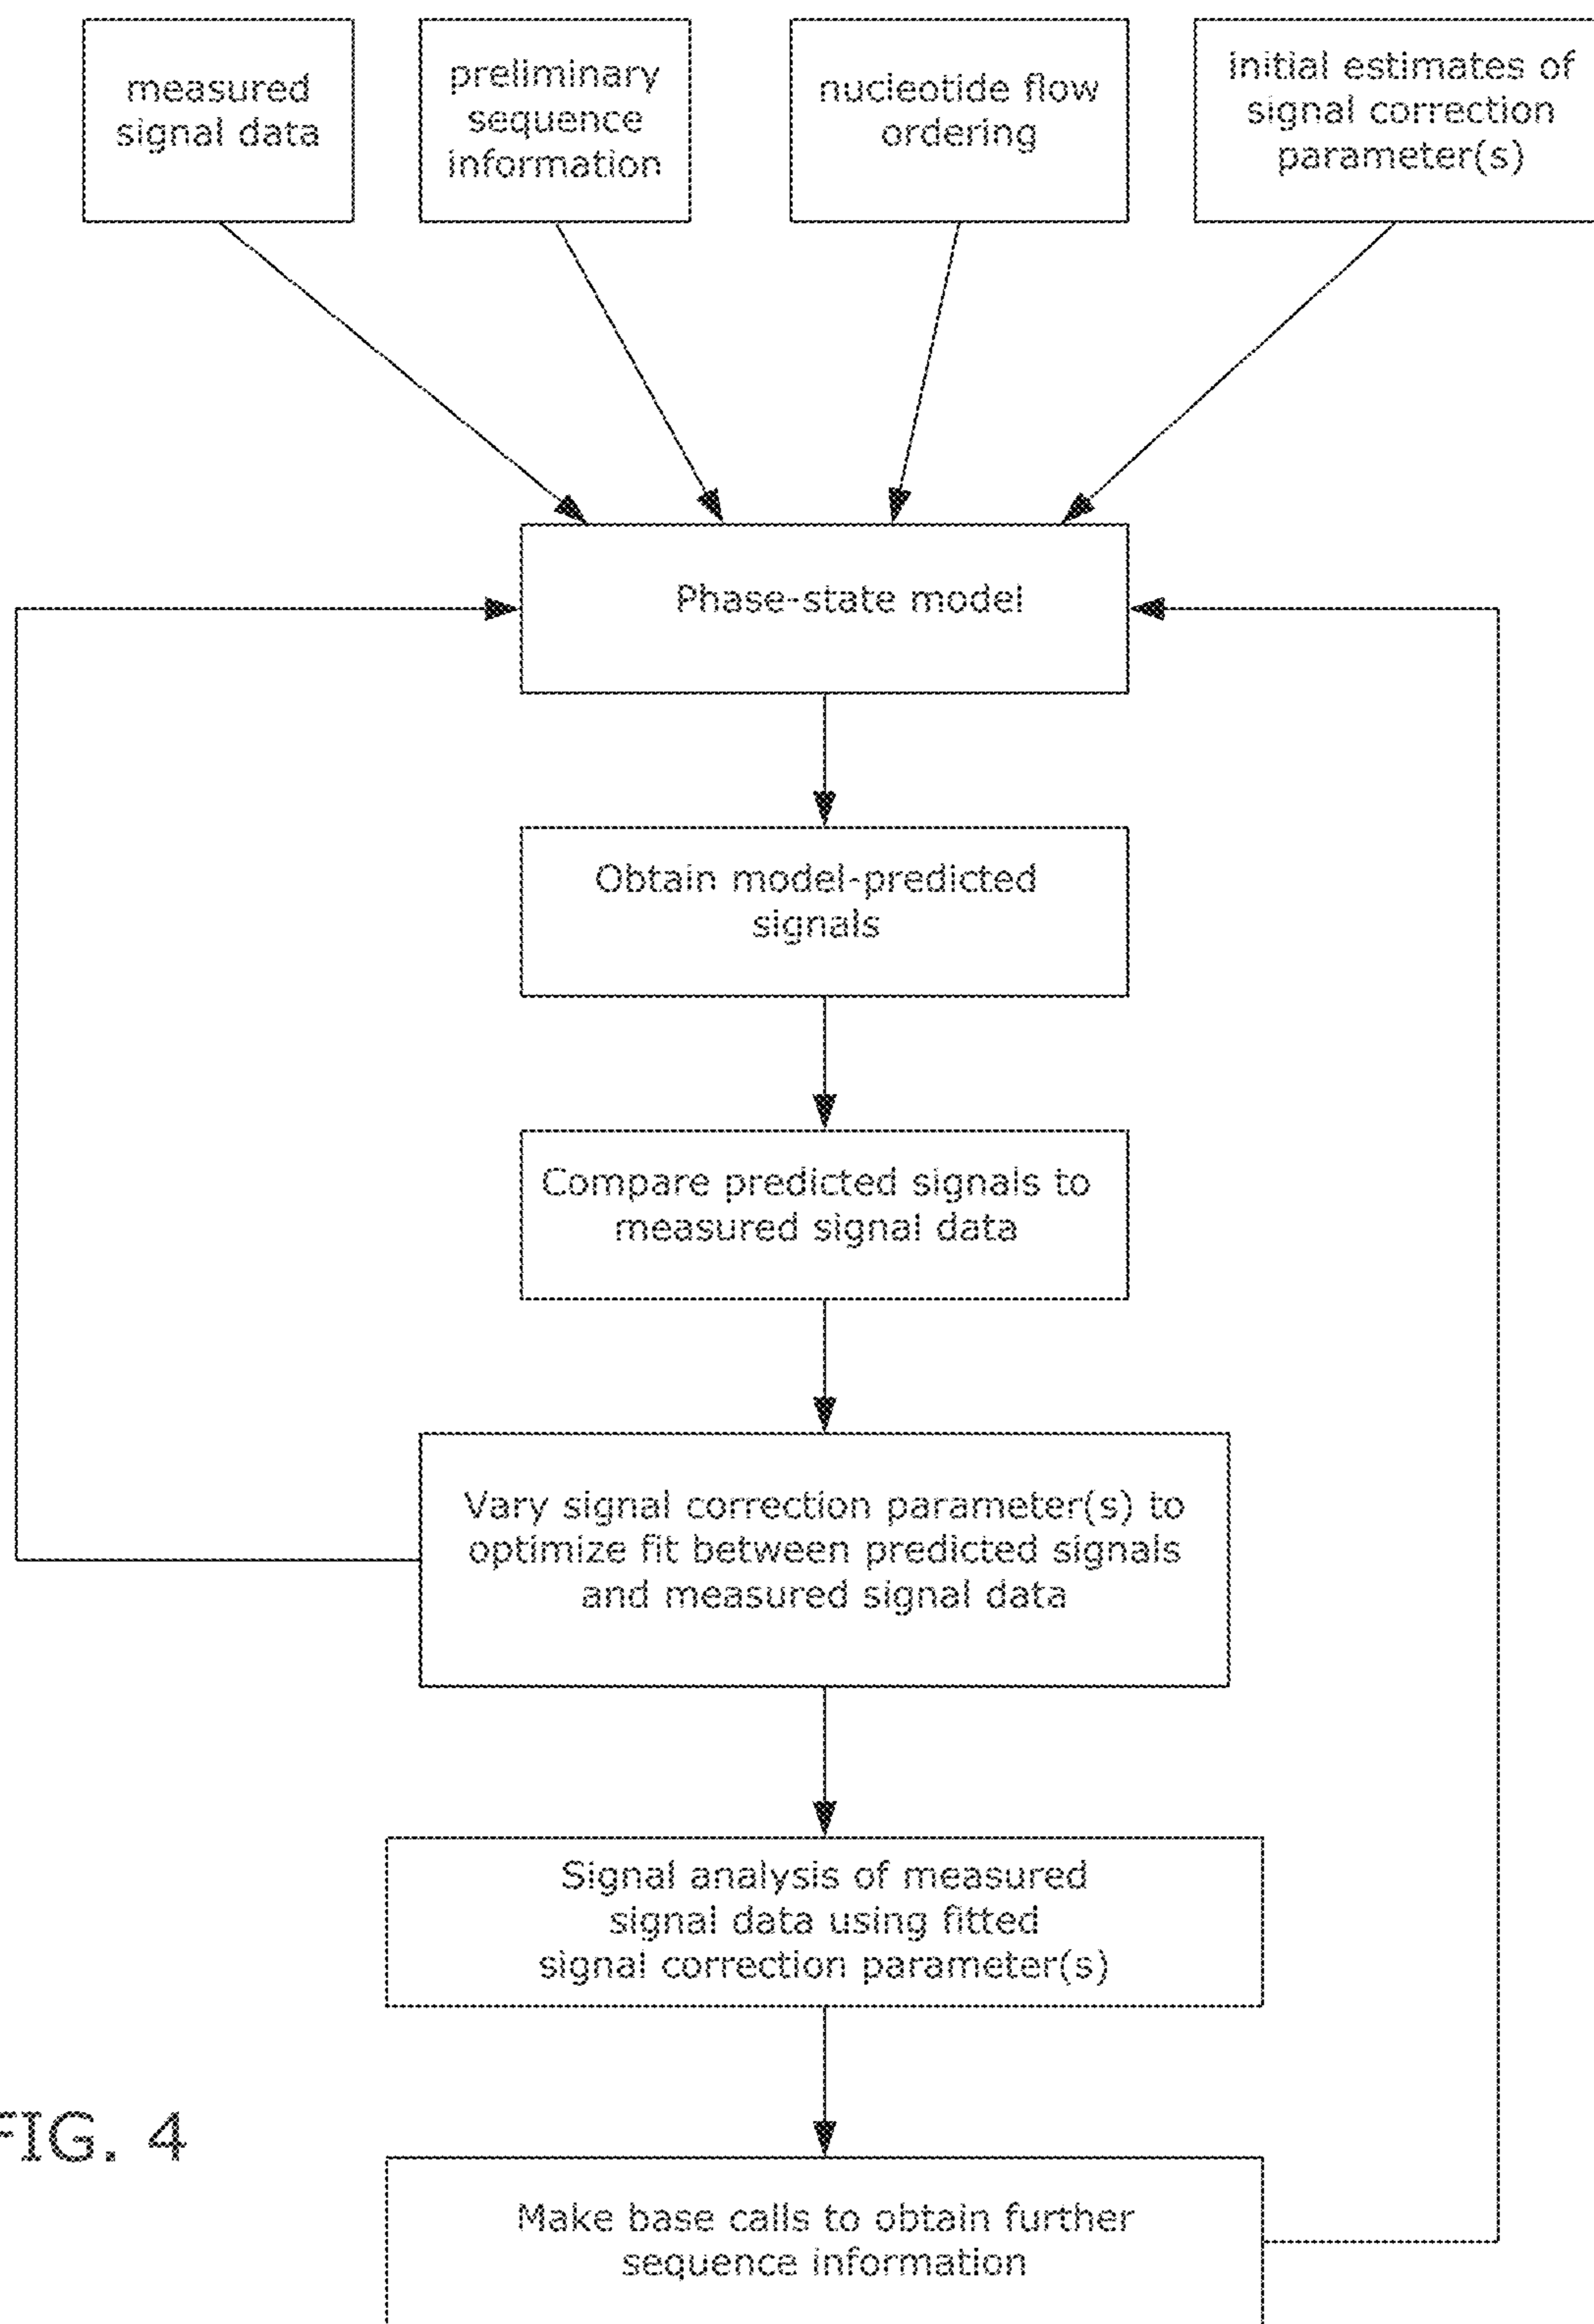 measured
signal data
preliminary
sequence
information
nucleotide flow
ordering
initial estimates of
signal correction
parameter(s)
Phase-state model
Obtain model-predicted
signals
Compare predicted signals to
measured signal data
Vary signal correction parameter(s) to
optimize fit between predicted signals
and measured signal data
Signal analysis of measured
signal data using fitted
signal correction parameter(s)
FIG. 4
Make base calls to obtain further
sequence information